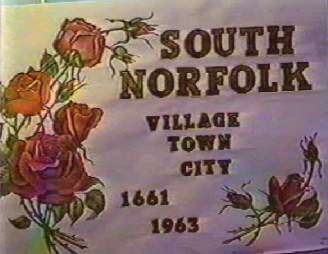 SOUTH
NORFOLK
VILLAGE
TOWN
CITY
1661
1963